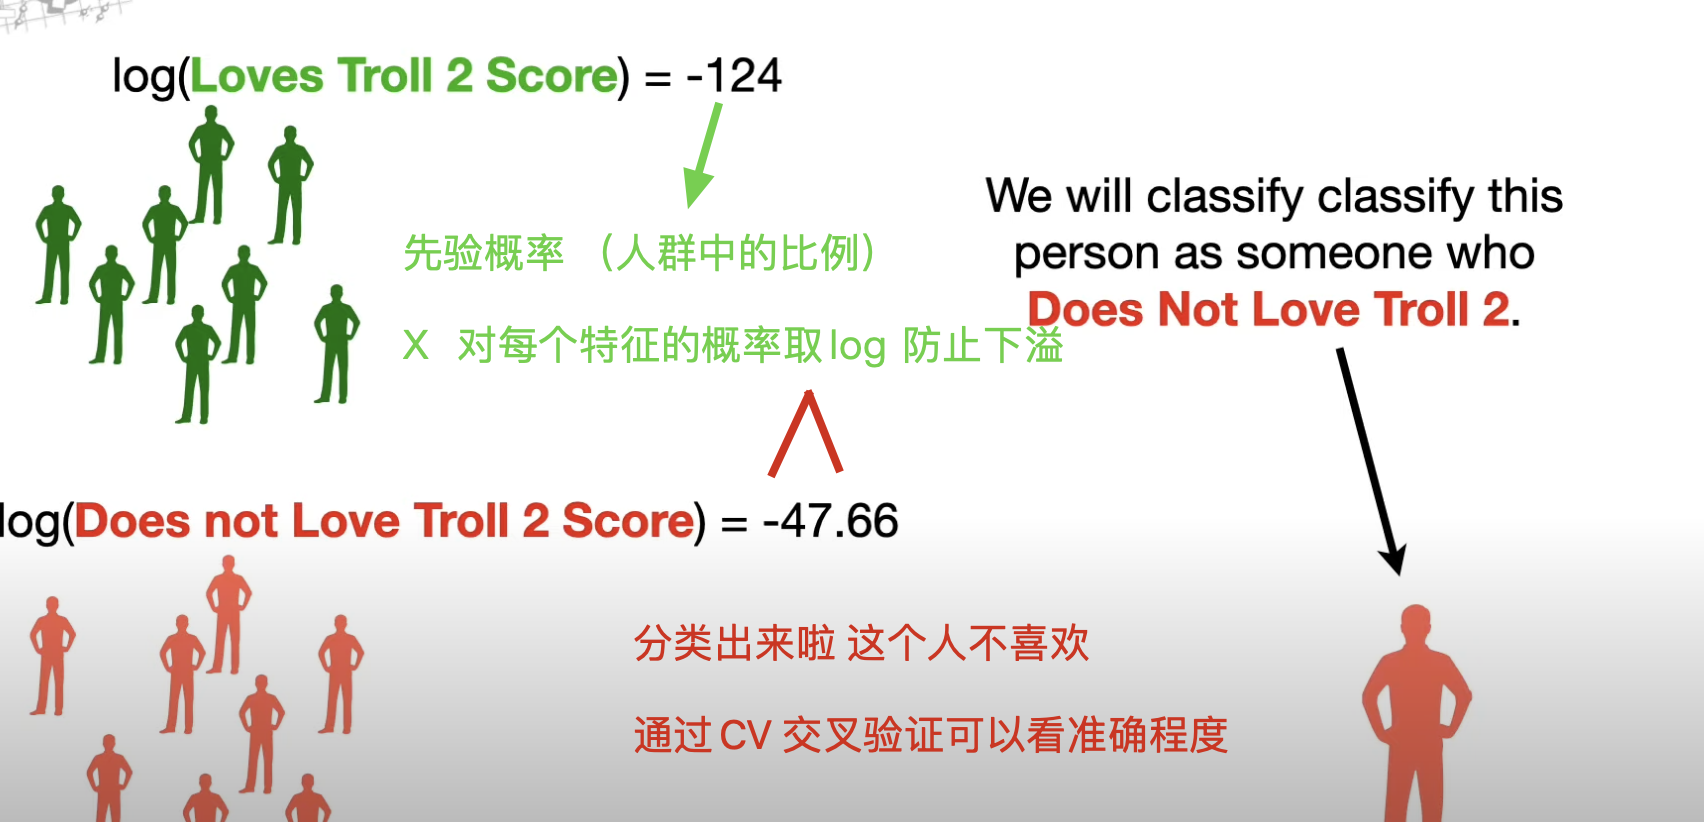 log(Loves Troll 2 Score) = -124
先验概率 （人群中的比例）
X 对每个特征的概率取log 防止下溢
We will classify classify this
person as someone who
Does Not Love Troll 2.
log(Does not Love Troll 2 Score) = -47.66
分类出来啦 这个人不喜欢
通过CV 交叉验证可以看准确程度